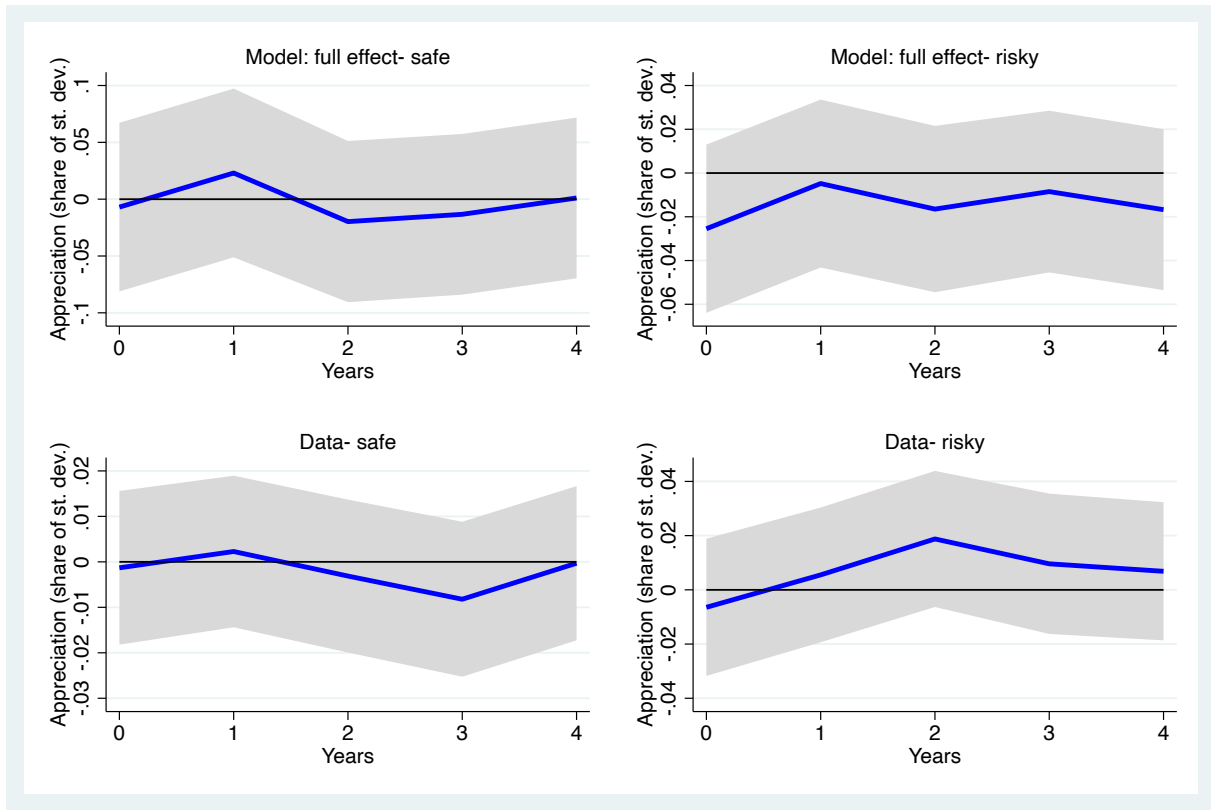 Model: full effect- safe
Appreciation (share of st. dev.)
.1
.05
0
-.05
-.1
0 1 2 3 4
Years
Model: full effect- risky
Appreciation (share of st. dev.)
.04
.02
0
-.02
-.04
-.06
0 1 2 3 4
Years
Data- safe
Appreciation (share of st. dev.)
.02
.01
0
-.01
-.02
-.03
0 1 2 3 4
Years
Data- risky
Appreciation (share of st. dev.)
.04
.02
0
-.02
-.04
0 1 2 3 4
Years